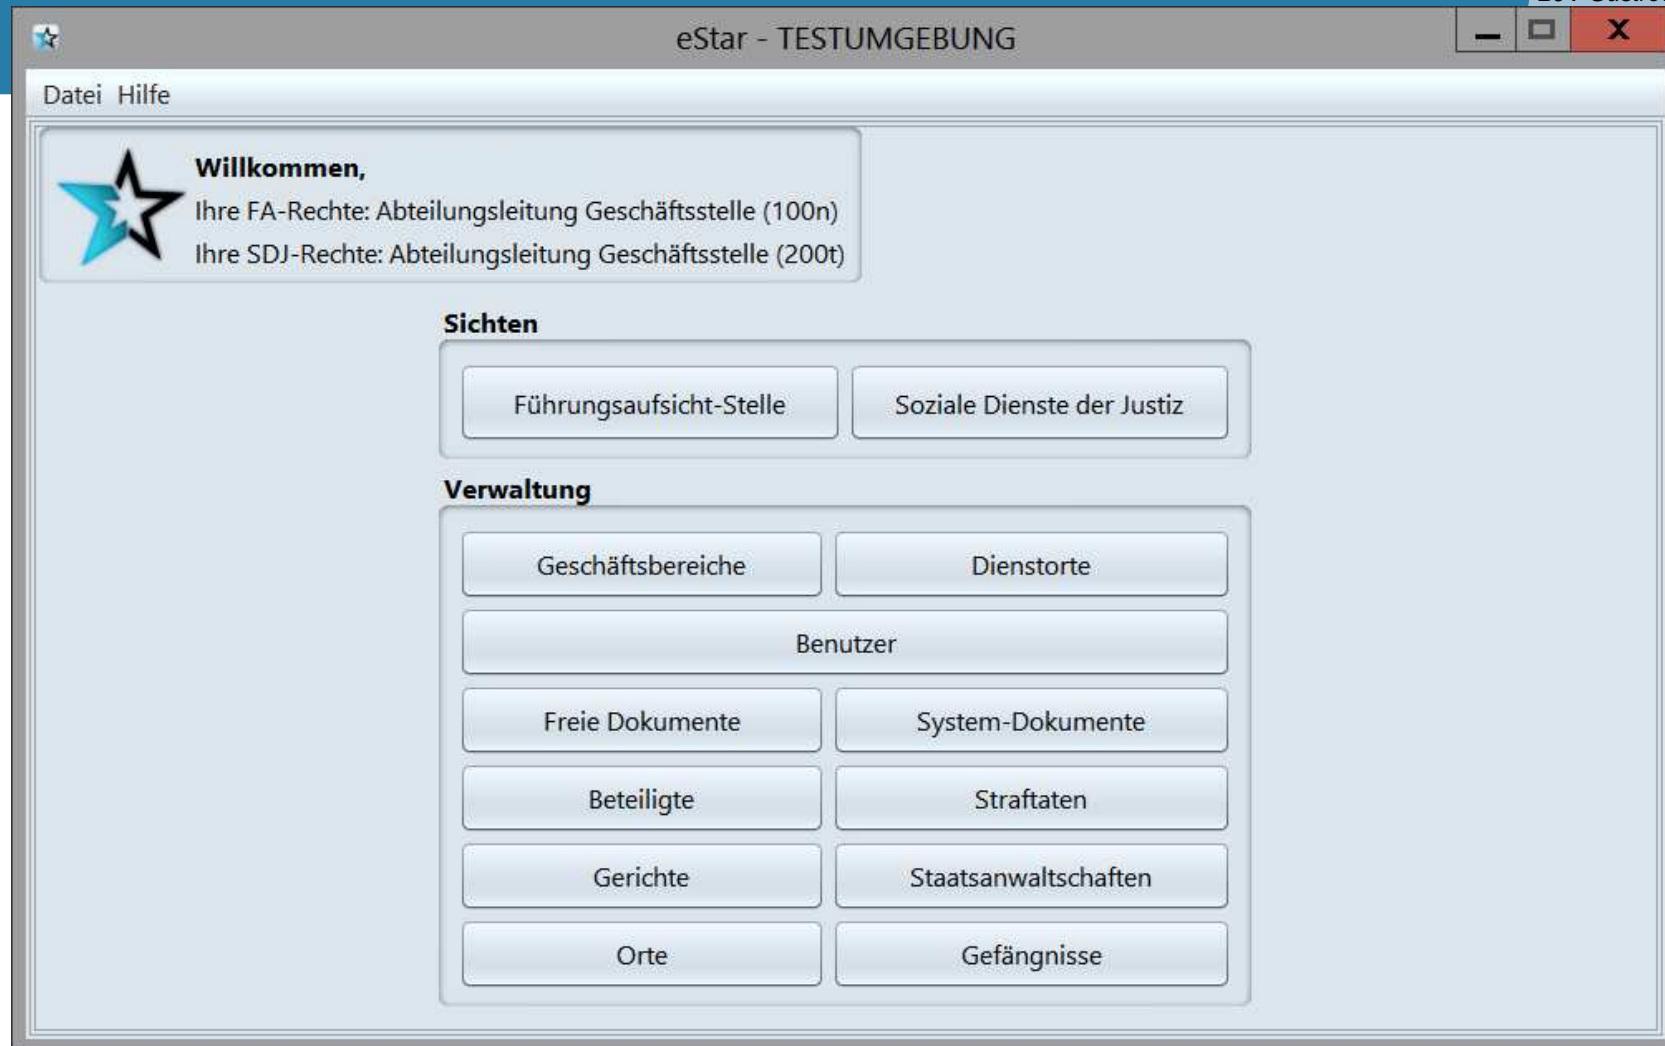 eStar - TESTUMGEBUNG
Datei Hilfe
Willkommen,
Ihre FA-Rechte: Abteilungsleitung Geschäftsstelle (100n)
Ihre SDJ-Rechte: Abteilungsleitung Geschäftsstelle (200t)
Sichten
Führungsaufsicht-Stelle Soziale Dienste der Justiz
Verwaltung
Geschäftsbereiche Dienstorte
Benutzer
Freie Dokumente System-Dokumente
Beteiligte Straftaten
Gerichte Staatsanwaltschaften
Orte Gefängnisse